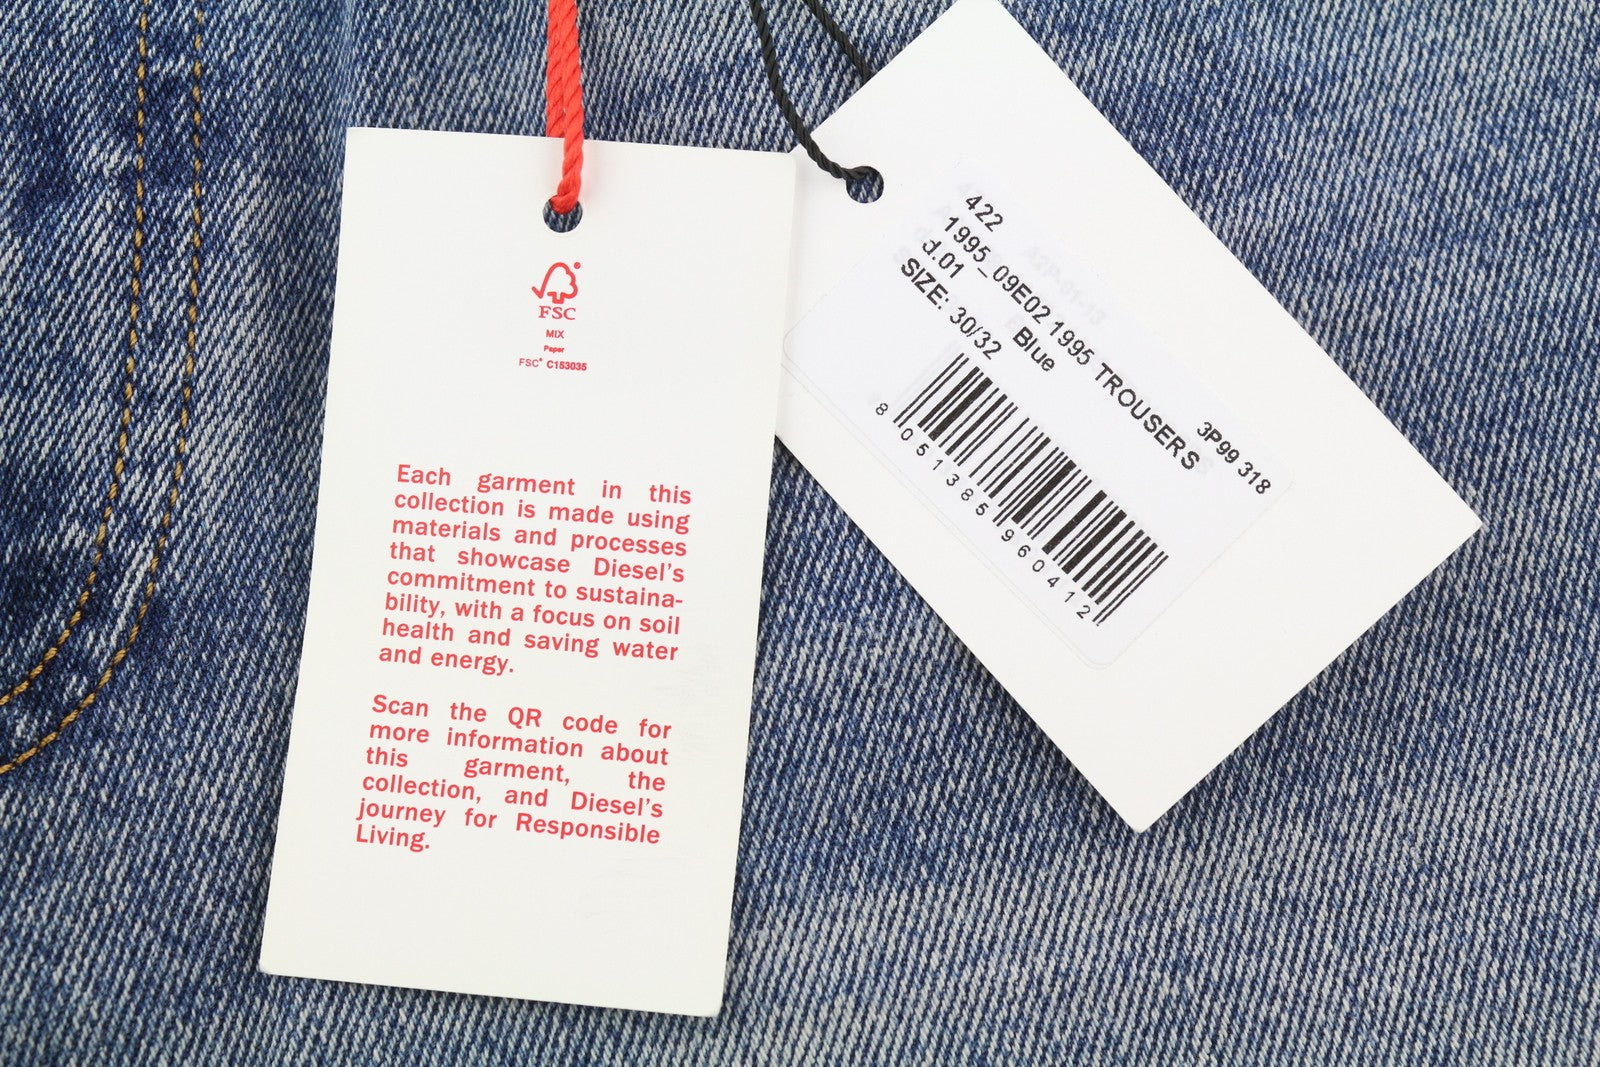 FSC
MIX
Paper
FSC® C153035
Each garment in this
collection is made using
materials and processes
that showcase Diesel's
commitment to sustaina-
bility, with a focus on soil
health and saving water
and energy.
Scan the QR code for
more information about
this garment, the
collection, and Diesel's
journey for Responsible
Living.
422
1995_09E02 1995 TROUSERS
d.01 Blue
SIZE: 30/32
3P99 318
8 051385 960412